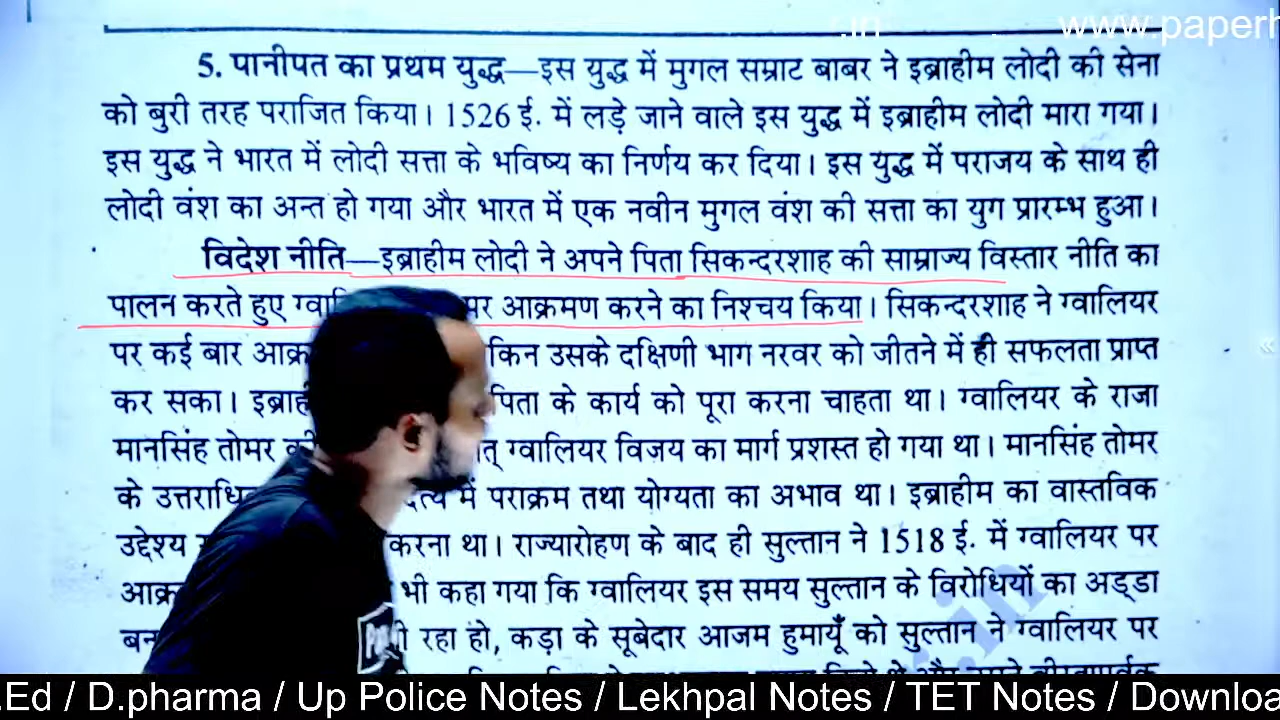 .in www.paperh
5. पानीपत का प्रथम युद्ध—इस युद्ध में मुगल सम्राट बाबर ने इब्राहीम लोदी की सेना
को बुरी तरह पराजित किया। 1526 ई. में लड़े जाने वाले इस युद्ध में इब्राहीम लोदी मारा गया।
इस युद्ध ने भारत में लोदी सत्ता के भविष्य का निर्णय कर दिया। इस युद्ध में पराजय के साथ ही
लोदी वंश का अन्त हो गया और भारत में एक नवीन मुगल वंश की सत्ता का युग प्रारम्भ हुआ।
विदेश नीति—इब्राहीम लोदी ने अपने पिता सिकन्दरशाह की साम्राज्य विस्तार नीति का
पालन करते हुए आक्रमण करने का निश्चय किया। सिकन्दरशाह ने ग्वालियर
पर कई बार उसके दक्षिणी भाग नरवर को जीतने में ही सफलता प्राप्त
कर सका। पिता के कार्य को पूरा करना चाहता था। ग्वालियर के राजा
मानसिंह तोमर ग्वालियर विजय का मार्ग प्रशस्त हो गया था। मानसिंह तोमर
के में पराक्रम तथा योग्यता का अभाव था। इब्राहीम का वास्तविक
उद्देश्य करना था। राज्यारोहण के बाद ही सुल्तान ने 1518 ई. में ग्वालियर पर
भी कहा गया कि ग्वालियर इस समय सुल्तान के विरोधियों का अड्डा
रहा हो, कड़ा के सूबेदार आजम हुमायूँ को सुल्तान ने ग्वालियर पर
.Ed / D.pharma / Up Police Notes / Lekhpal Notes / TET Notes / Downloa